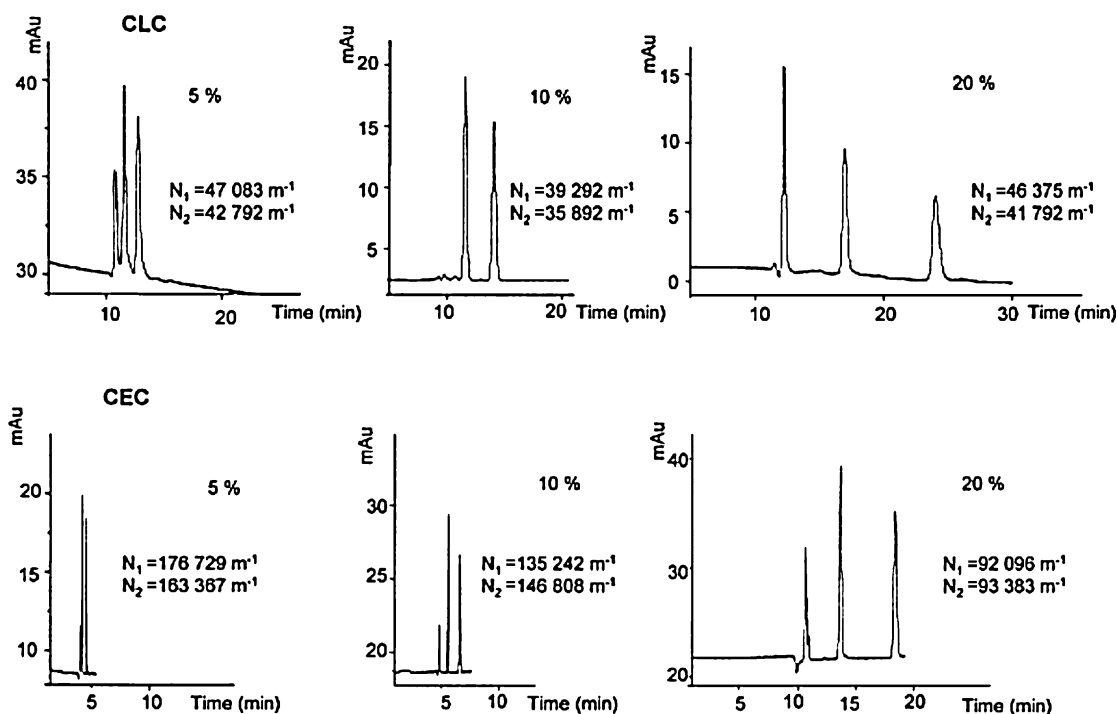 CLC
mAu
40
35
30
5 %
N₁ =47 083 m⁻¹
N₂ =42 792 m⁻¹
10
20
Time (min)
mAu
20
15
10
5
10 %
N₁ =39 292 m⁻¹
N₂ =35 892 m⁻¹
10
20
Time (min)
mAu
15
10
5
0
20 %
N₁ =46 375 m⁻¹
N₂ =41 792 m⁻¹
10
20
30
Time (min)
CEC
mAu
20
15
10
5 %
N₁ =176 729 m⁻¹
N₂ =163 367 m⁻¹
5
10
Time (min)
mAu
30
25
20
10 %
N₁ =135 242 m⁻¹
N₂ =146 808 m⁻¹
5
10
Time (min)
mAu
40
30
20
20 %
N₁ =92 096 m⁻¹
N₂ =93 383 m⁻¹
5
10
15
20
Time (min)